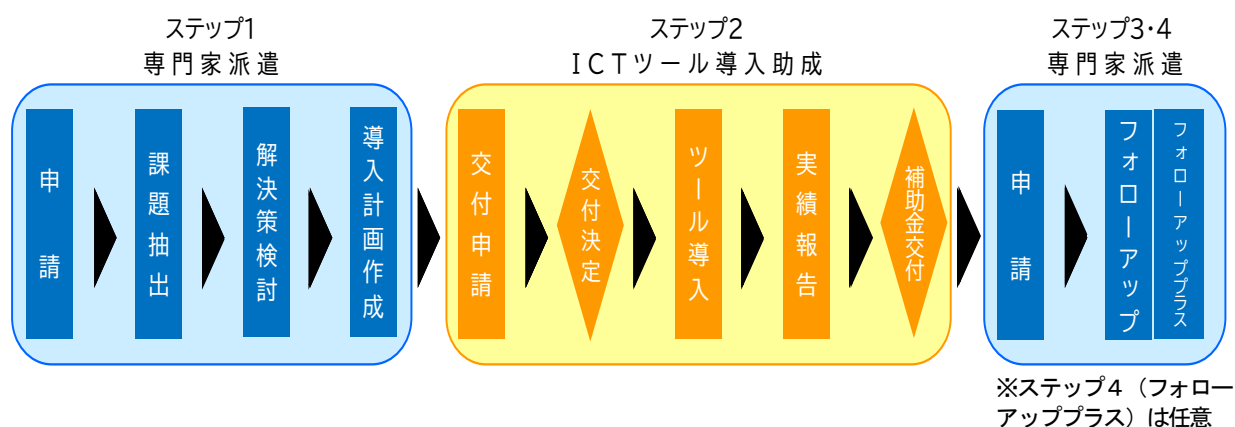 ステップ1
専門家派遣
申請
課題抽出
解決策検討
導入計画作成
ステップ2
ICTツール導入助成
交付申請
交付決定
ツール導入
実績報告
補助金交付
ステップ3・4
専門家派遣
申請
フォローアップ
フォローアッププラス
※ステップ4（フォロー
アッププラス）は任意